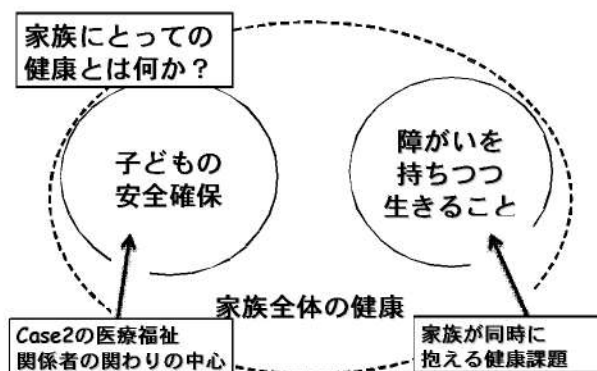 家族にとっての
健康とは何か？
子どもの
安全確保
障がいを
持ちつつ
生きること
家族全体の健康
Case2の医療福祉
関係者の関わりの中心
家族が同時に
抱える健康課題